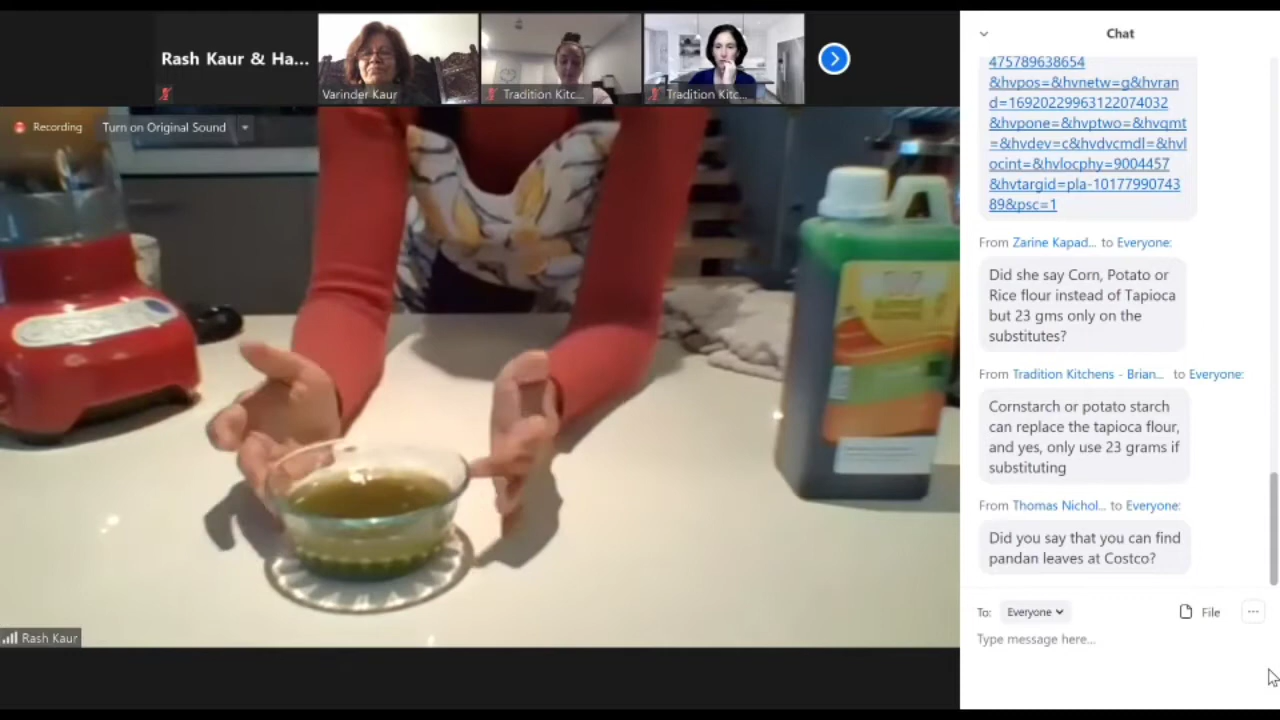 Rash Kaur & Ha...
Varinder Kaur
Tradition Kitc...
Tradition Kitc...
Recording
Turn on Original Sound
Rash Kaur
Chat
475789638654
&hvpos=&hvnetw=g&hvran
d=16920229963122074032
&hvpone=&hvptwo=&hvqmt
=&hvdev=c&hvdvcmdl=&hvl
ocint=&hvlocphy=9004457
&hvtargid=pla-10177990743
89&psc=1
From Zarine Kapad... to Everyone:
Did she say Corn, Potato or
Rice flour instead of Tapioca
but 23 gms only on the
substitutes?
From Tradition Kitchens - Brian... to Everyone:
Cornstarch or potato starch
can replace the tapioca flour,
and yes, only use 23 grams if
substituting
From Thomas Nichol... to Everyone:
Did you say that you can find
pandan leaves at Costco?
To: Everyone
File
Type message here...